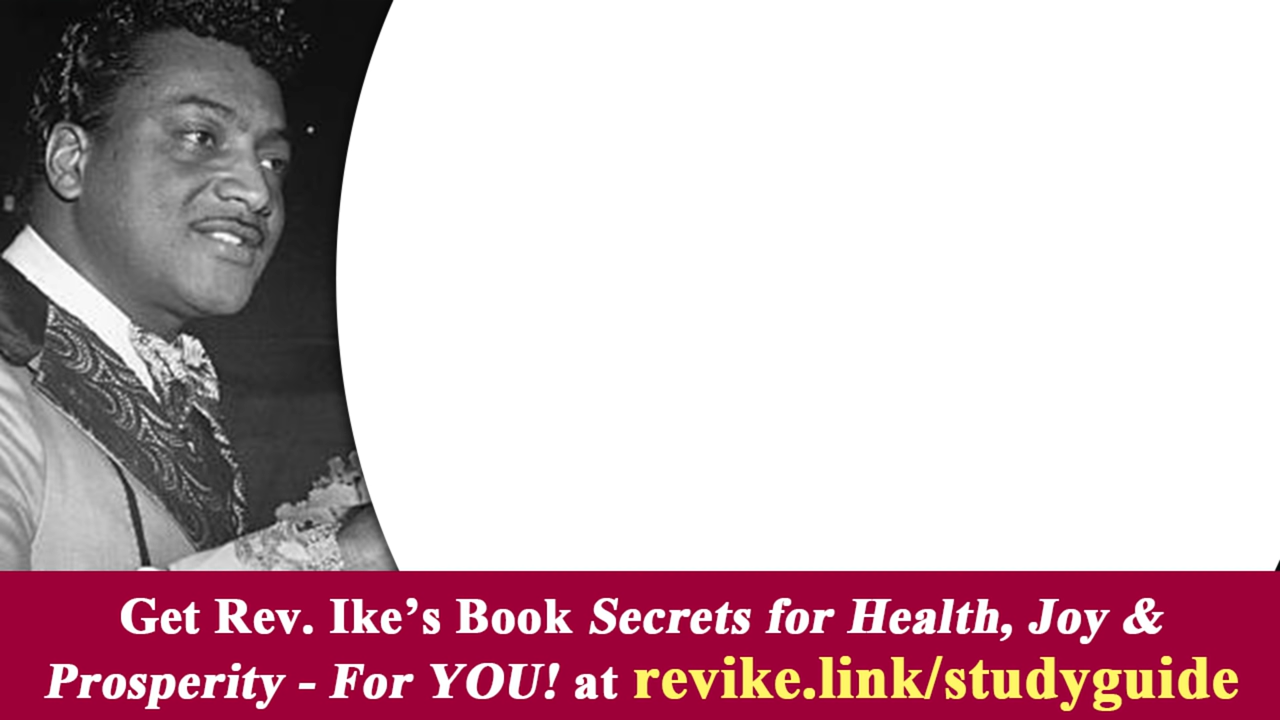 Get Rev. Ike’s Book Secrets for Health, Joy &
Prosperity - For YOU! at revike.link/studyguide